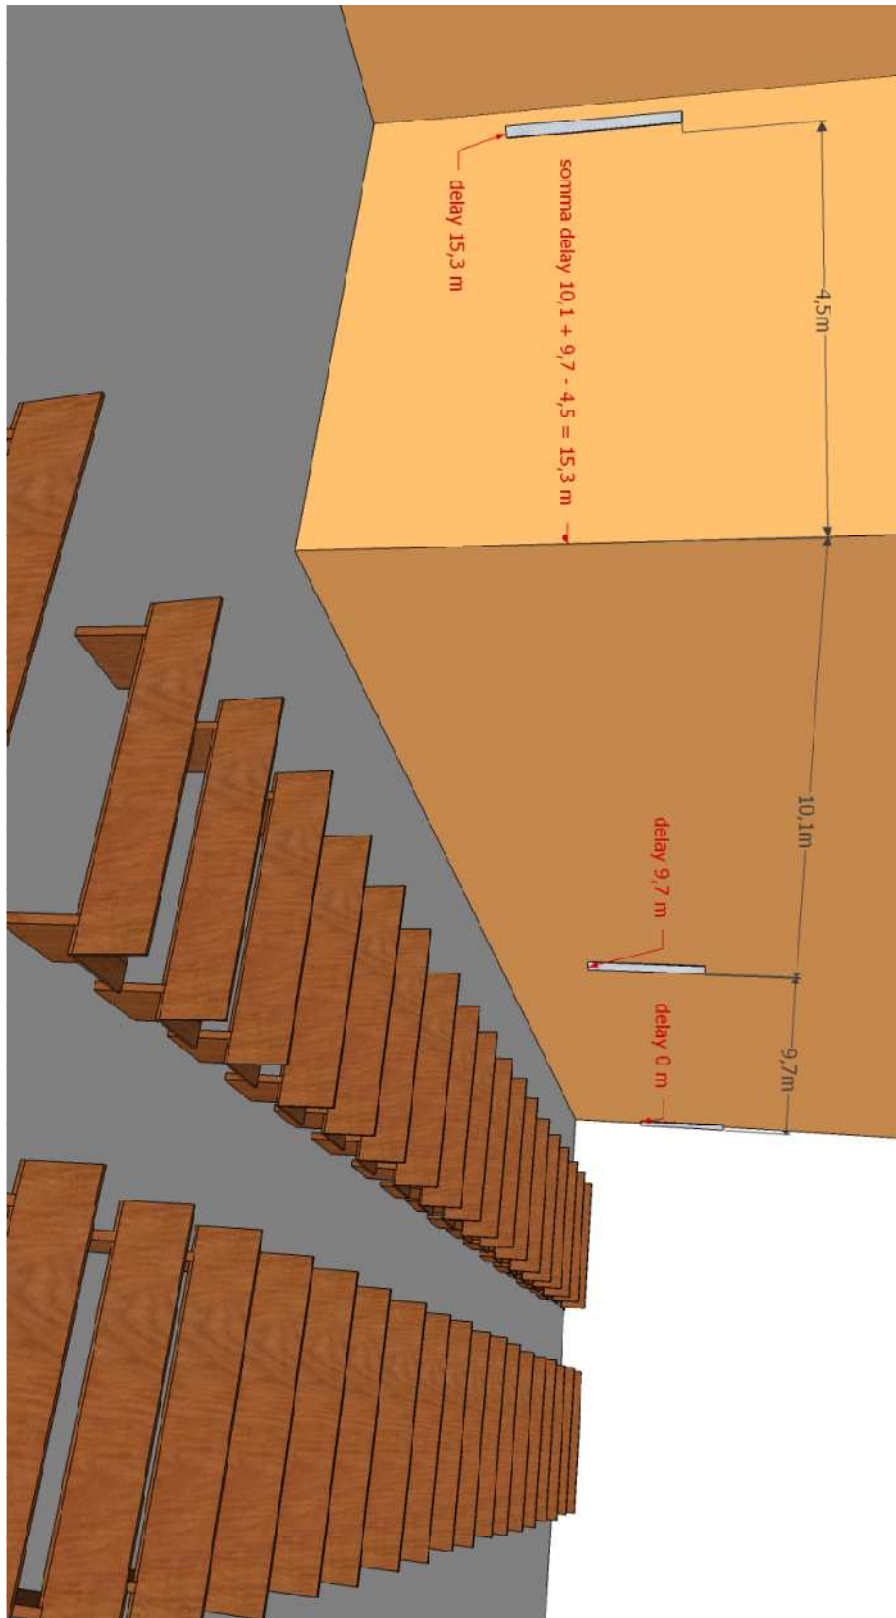 4,5m
10,1m
9,7m
delay 15,3 m
somma delay 10,1 + 9,7 - 4,5 = 15,3 m
delay 9,7 m
delay 0 m